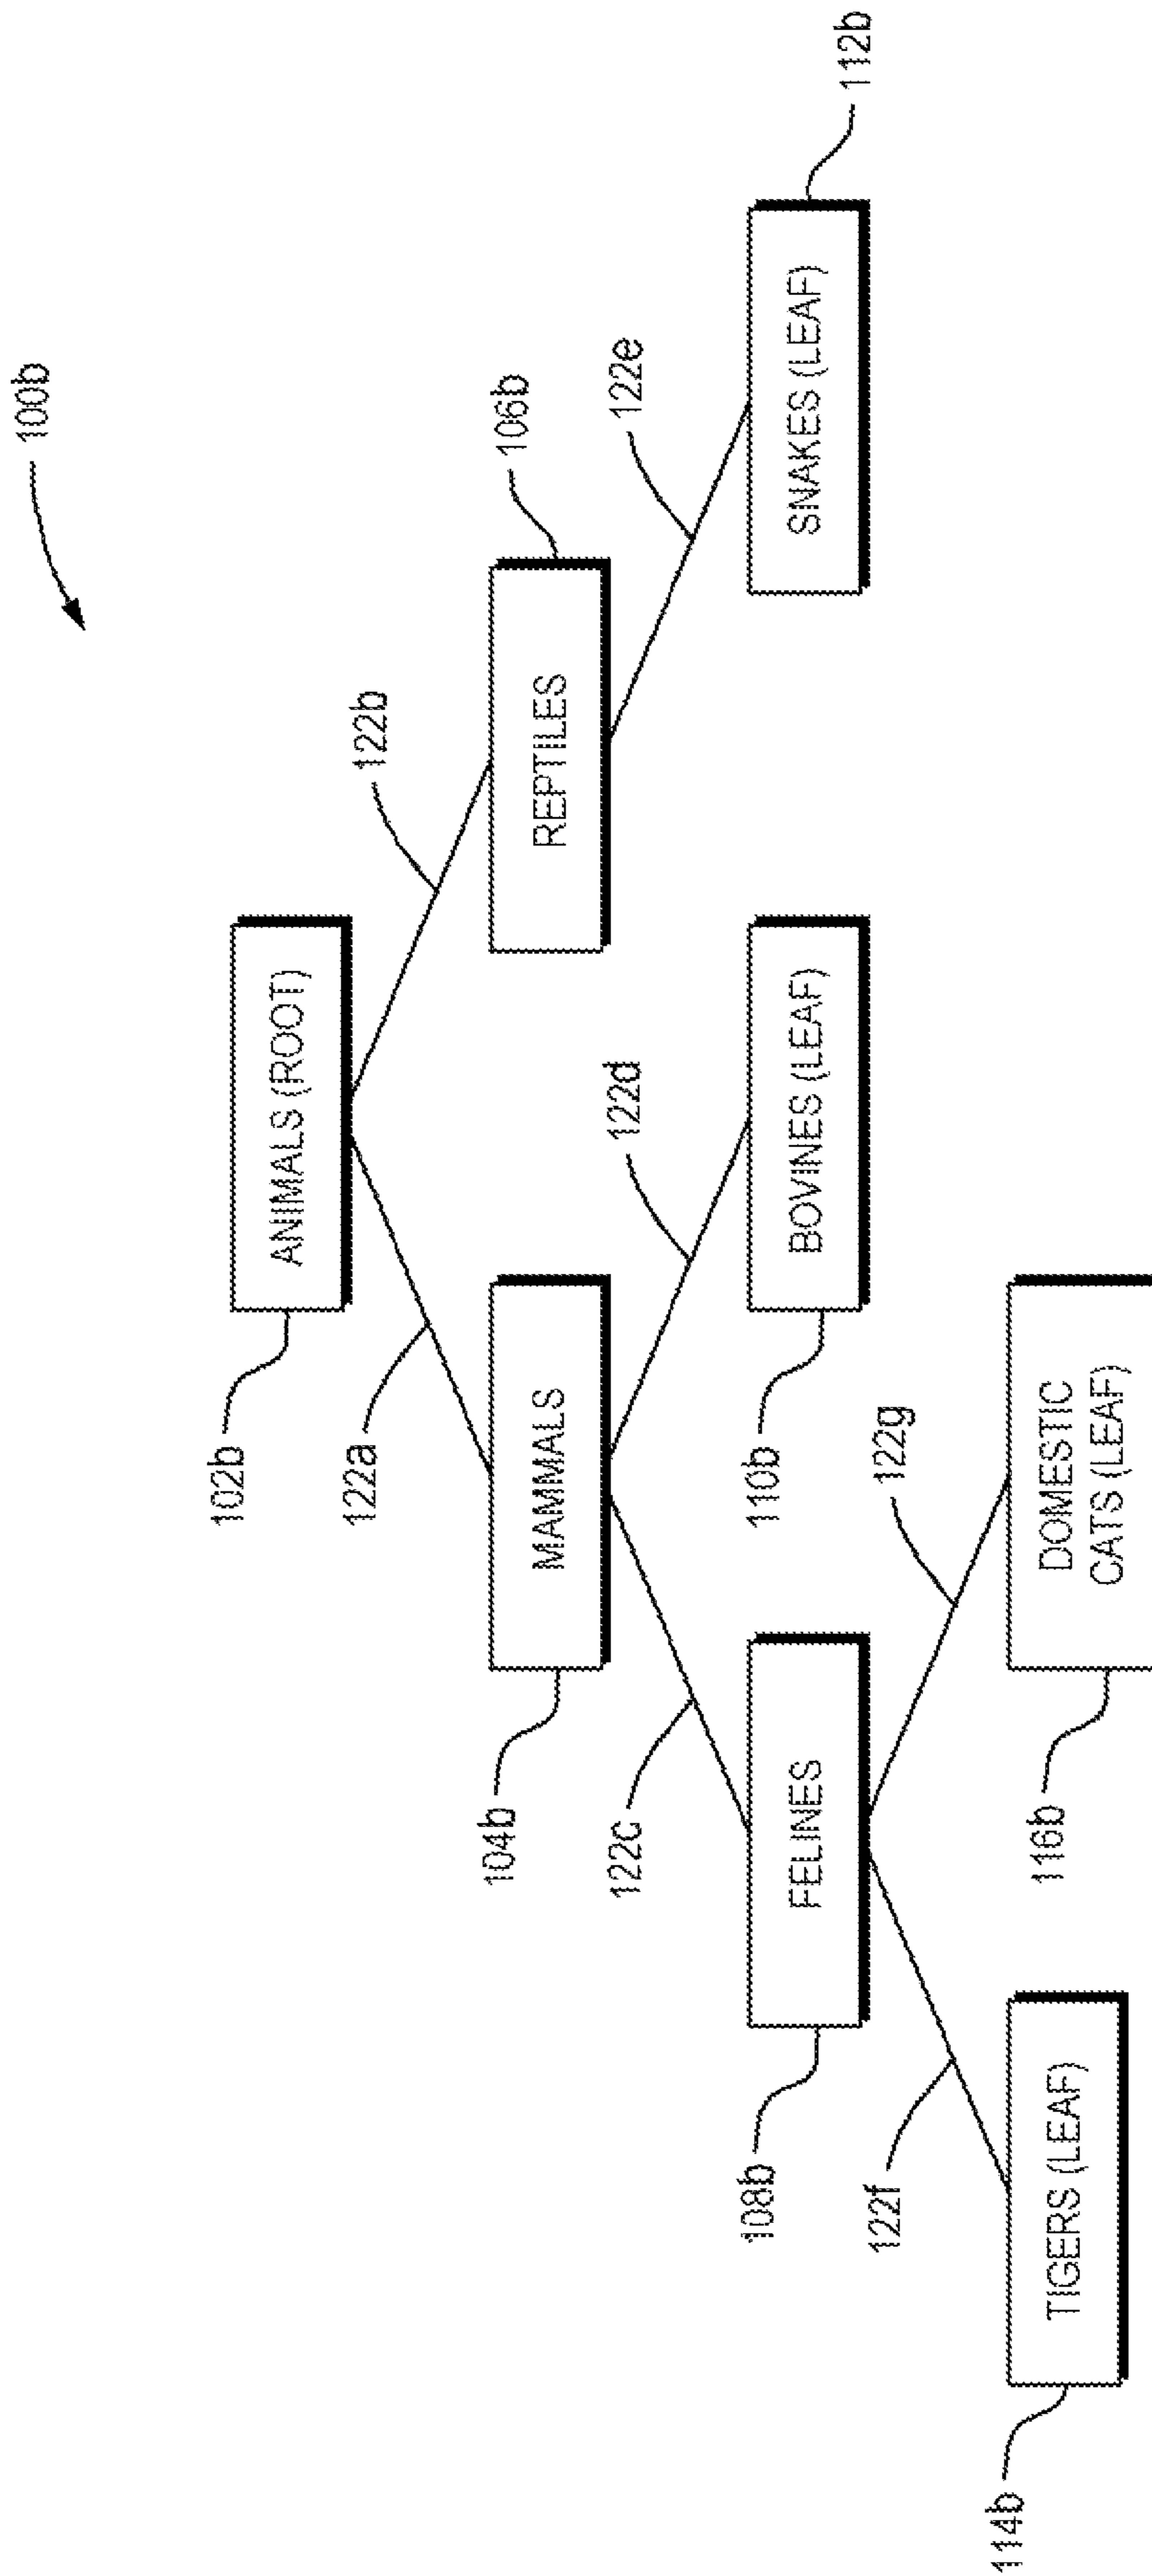 100b
ANIMALS (ROOT)
102b
122a
122b
MAMMALS
104b
REPTILES
106b
122c
122d
122e
FELINES
108b
BOVINES (LEAF)
110b
SNAKES (LEAF)
112b
122f
122g
TIGERS (LEAF)
114b
DOMESTIC
CATS (LEAF)
116b